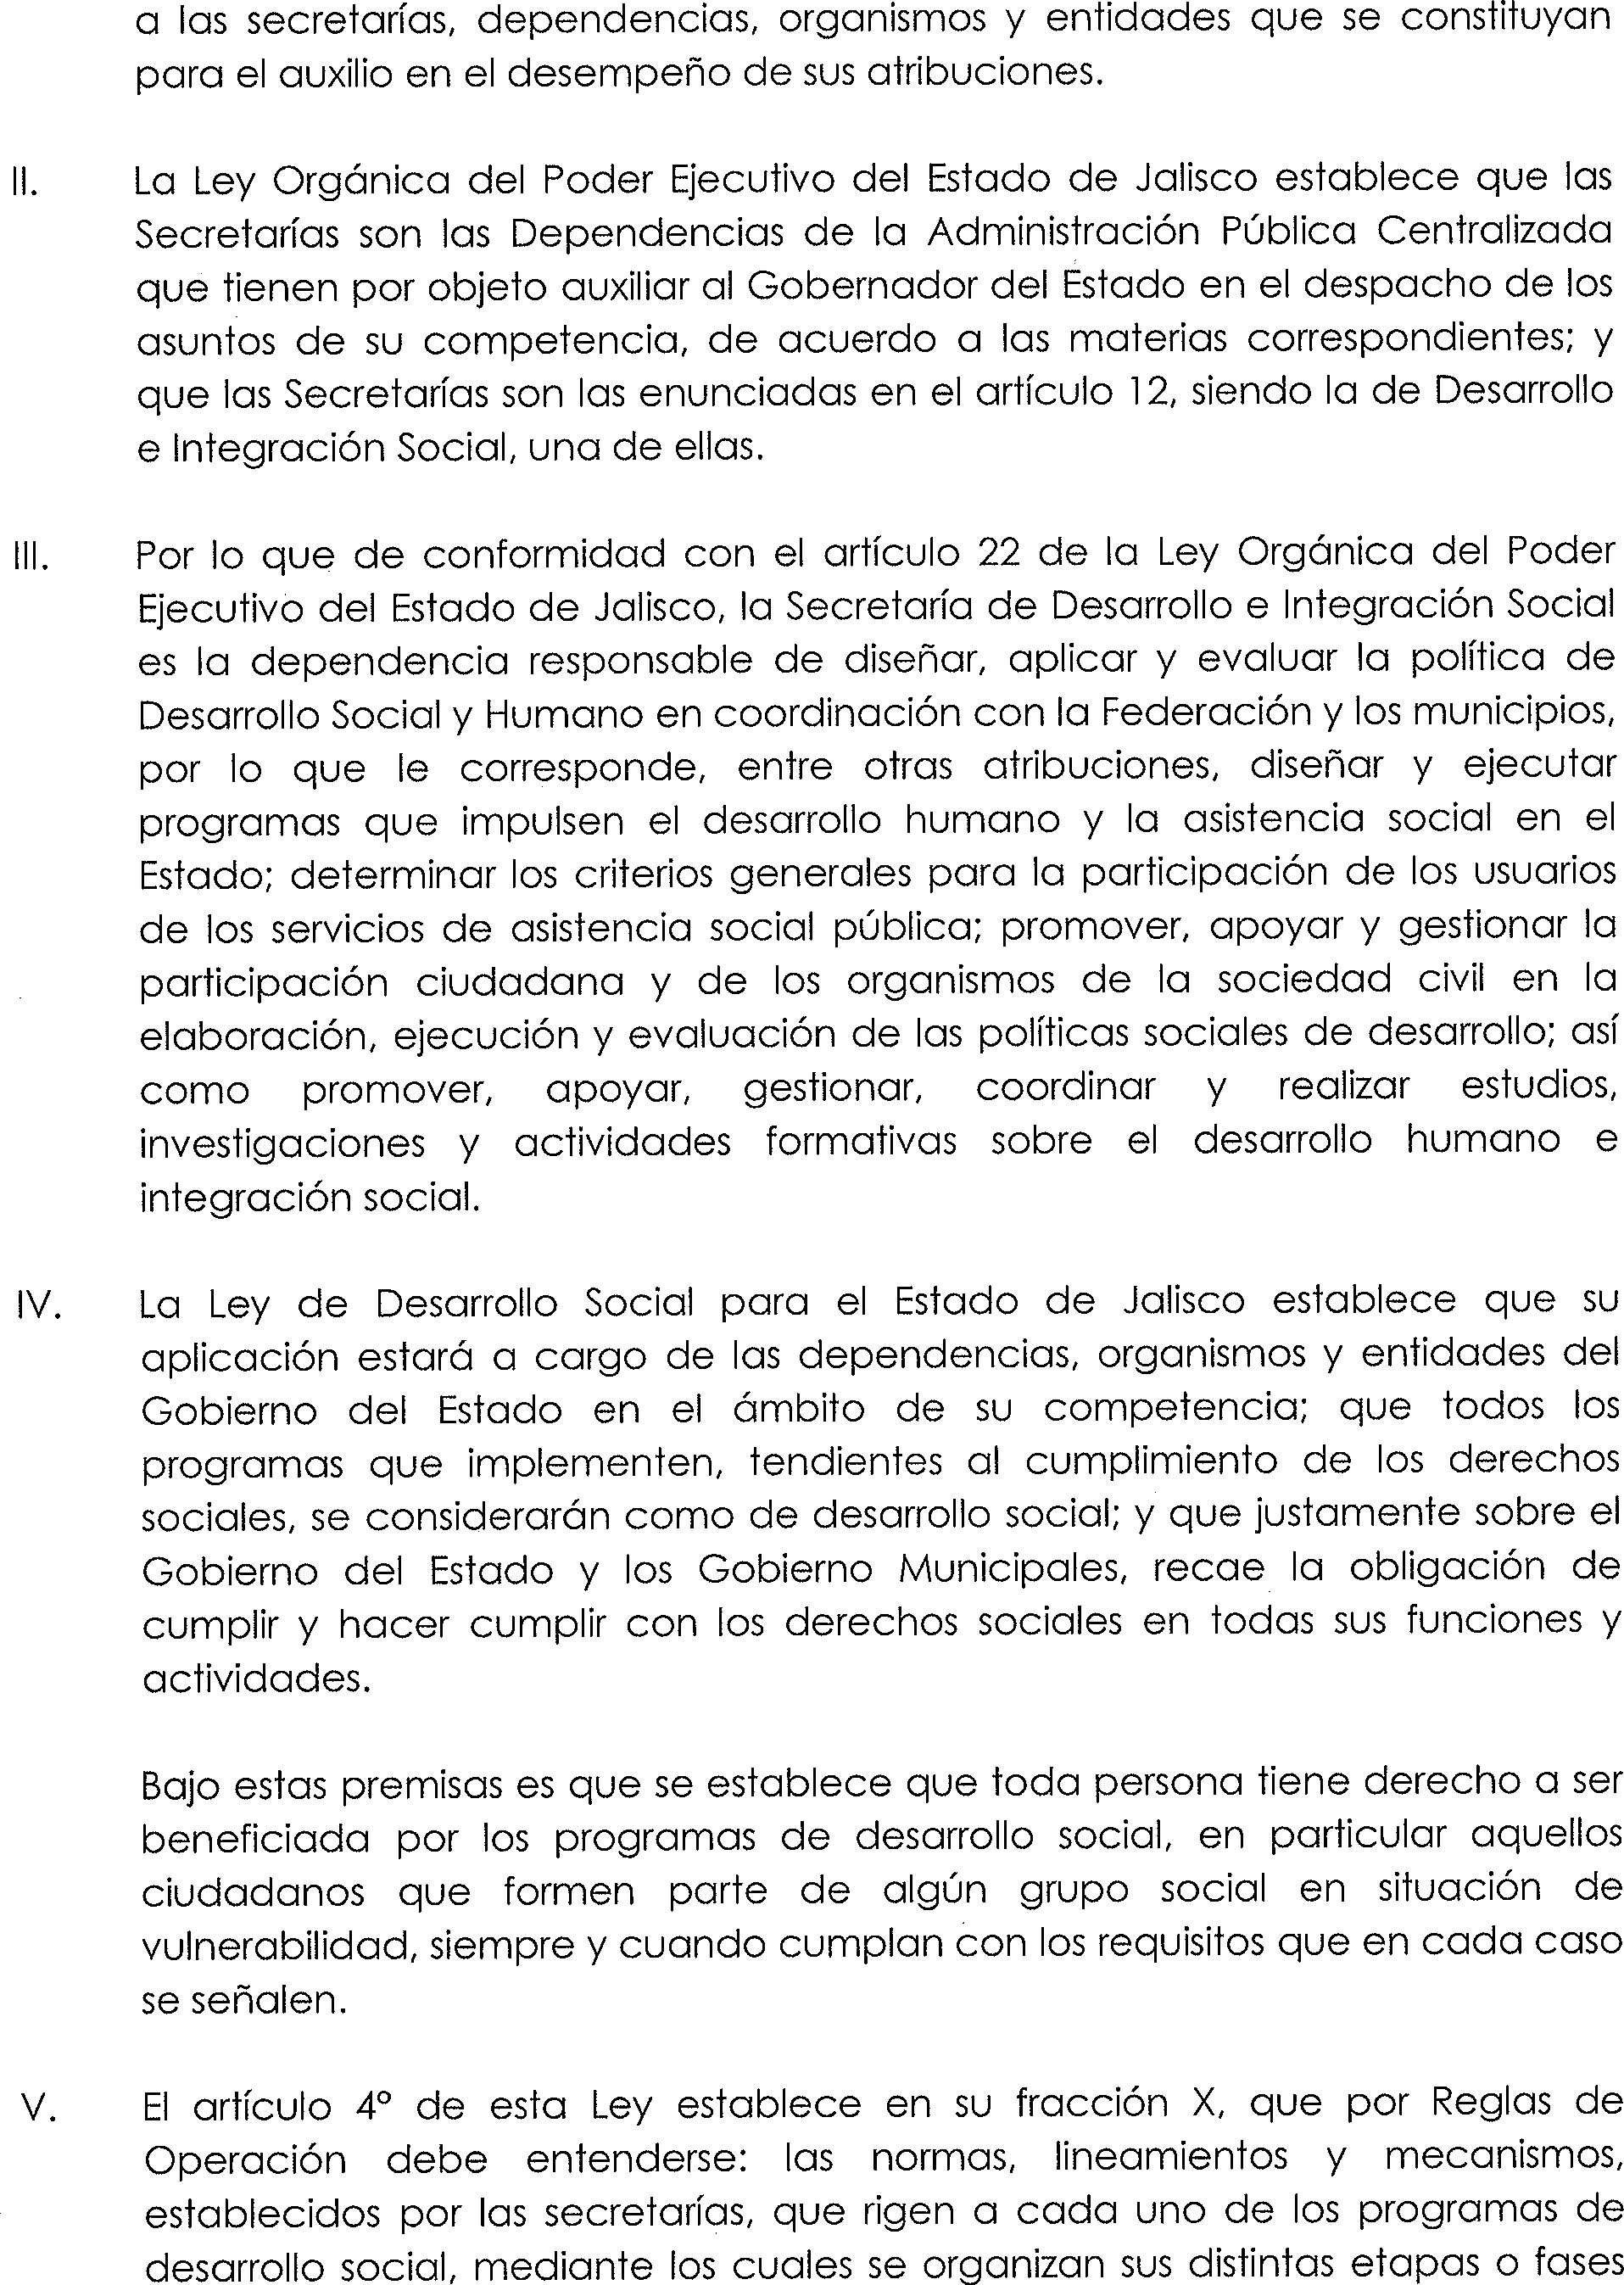 a las secretarías, dependencias, organismos y entidades que se constituyan
para el auxilio en el desempeño de sus atribuciones.
II. La Ley Orgánica del Poder Ejecutivo del Estado de Jalisco establece que las
Secretarías son las Dependencias de la Administración Pública Centralizada
que tienen por objeto auxiliar al Gobernador del Estado en el despacho de los
asuntos de su competencia, de acuerdo a las materias correspondientes; y
que las Secretarías son las enunciadas en el artículo 12, siendo la de Desarrollo
e Integración Social, una de ellas.
III. Por lo que de conformidad con el artículo 22 de la Ley Orgánica del Poder
Ejecutivo del Estado de Jalisco, la Secretaría de Desarrollo e Integración Social
es la dependencia responsable de diseñar, aplicar y evaluar la política de
Desarrollo Social y Humano en coordinación con la Federación y los municipios,
por lo que le corresponde, entre otras atribuciones, diseñar y ejecutar
programas que impulsen el desarrollo humano y la asistencia social en el
Estado; determinar los criterios generales para la participación de los usuarios
de los servicios de asistencia social pública; promover, apoyar y gestionar la
participación ciudadana y de los organismos de la sociedad civil en la
elaboración, ejecución y evaluación de las políticas sociales de desarrollo; así
como promover, apoyar, gestionar, coordinar y realizar estudios,
investigaciones y actividades formativas sobre el desarrollo humano e
integración social.
IV. La Ley de Desarrollo Social para el Estado de Jalisco establece que su
aplicación estará a cargo de las dependencias, organismos y entidades del
Gobierno del Estado en el ámbito de su competencia; que todos los
programas que implementen, tendientes al cumplimiento de los derechos
sociales, se considerarán como de desarrollo social; y que justamente sobre el
Gobierno del Estado y los Gobierno Municipales, recae la obligación de
cumplir y hacer cumplir con los derechos sociales en todas sus funciones y
actividades.
Bajo estas premisas es que se establece que toda persona tiene derecho a ser
beneficiada por los programas de desarrollo social, en particular aquellos
ciudadanos que formen parte de algún grupo social en situación de
vulnerabilidad, siempre y cuando cumplan con los requisitos que en cada caso
se señalen.
V. El artículo 4º de esta Ley establece en su fracción X, que por Reglas de
Operación debe entenderse: las normas, lineamientos y mecanismos,
establecidos por las secretarías, que rigen a cada uno de los programas de
desarrollo social, mediante los cuales se organizan sus distintas etapas o fases